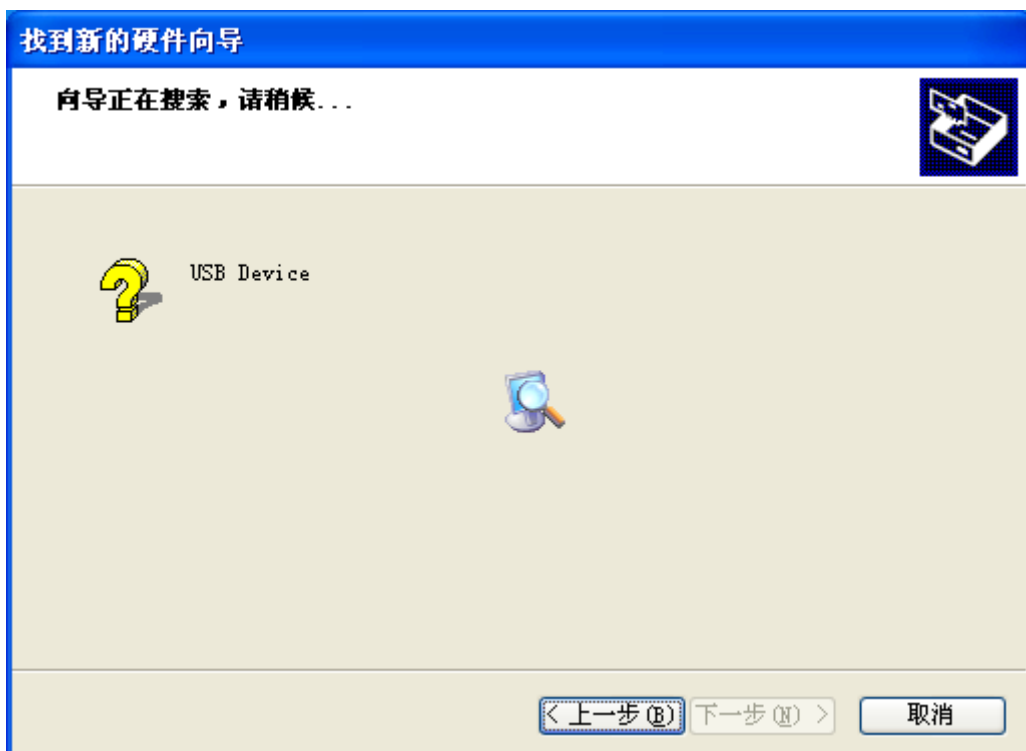 找到新的硬件向导
向导正在搜索，请稍候...
USB Device
< 上一步(B) 下一步(N) > 取消